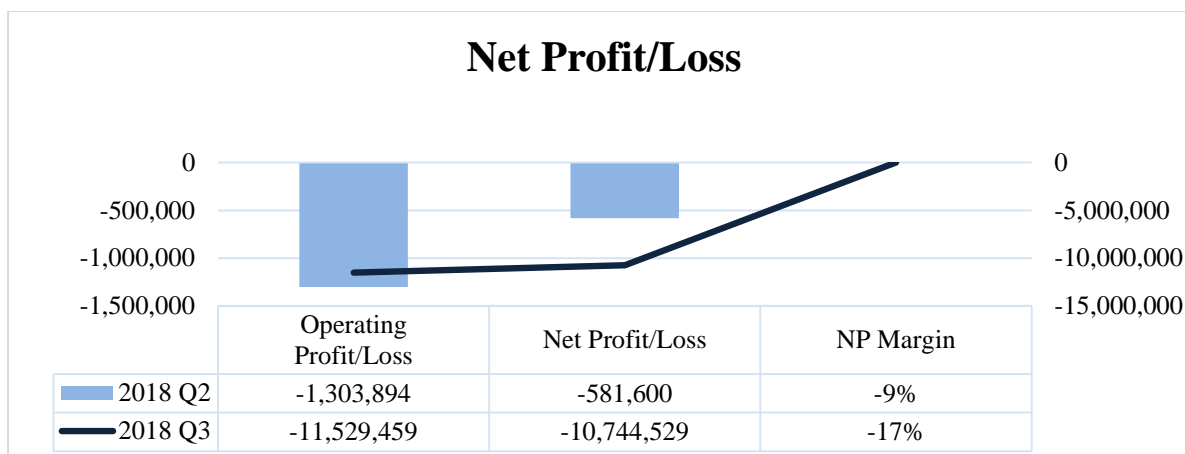 Net Profit/Loss
0
-500,000
-1,000,000
-1,500,000
0
-5,000,000
-10,000,000
-15,000,000
Operating
Profit/Loss
Net Profit/Loss
NP Margin
2018 Q2 -1,303,894 -581,600 -9%
2018 Q3 -11,529,459 -10,744,529 -17%